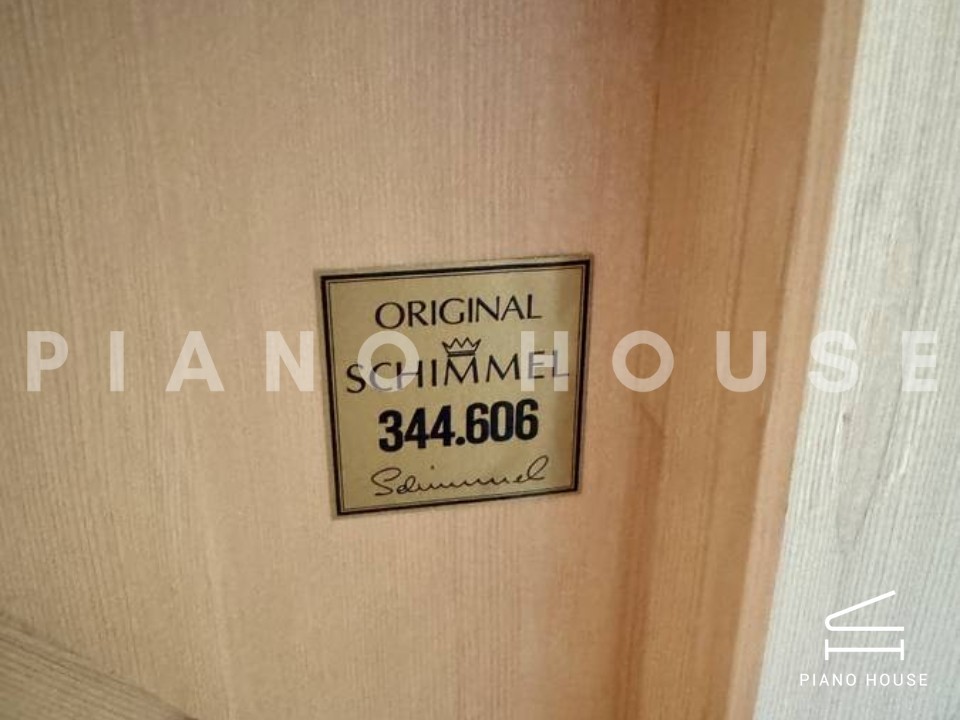 ORIGINAL
SCHIMMEL
344.606
Schimmel
PIANO HOUSE
PIANO HOUSE